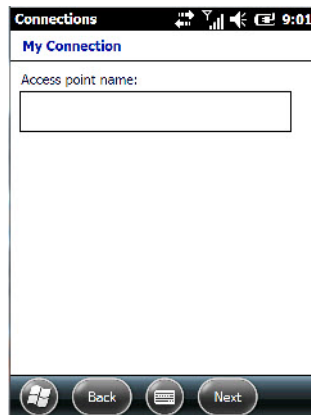 Connections 9:01
My Connection
Access point name:
Back Next